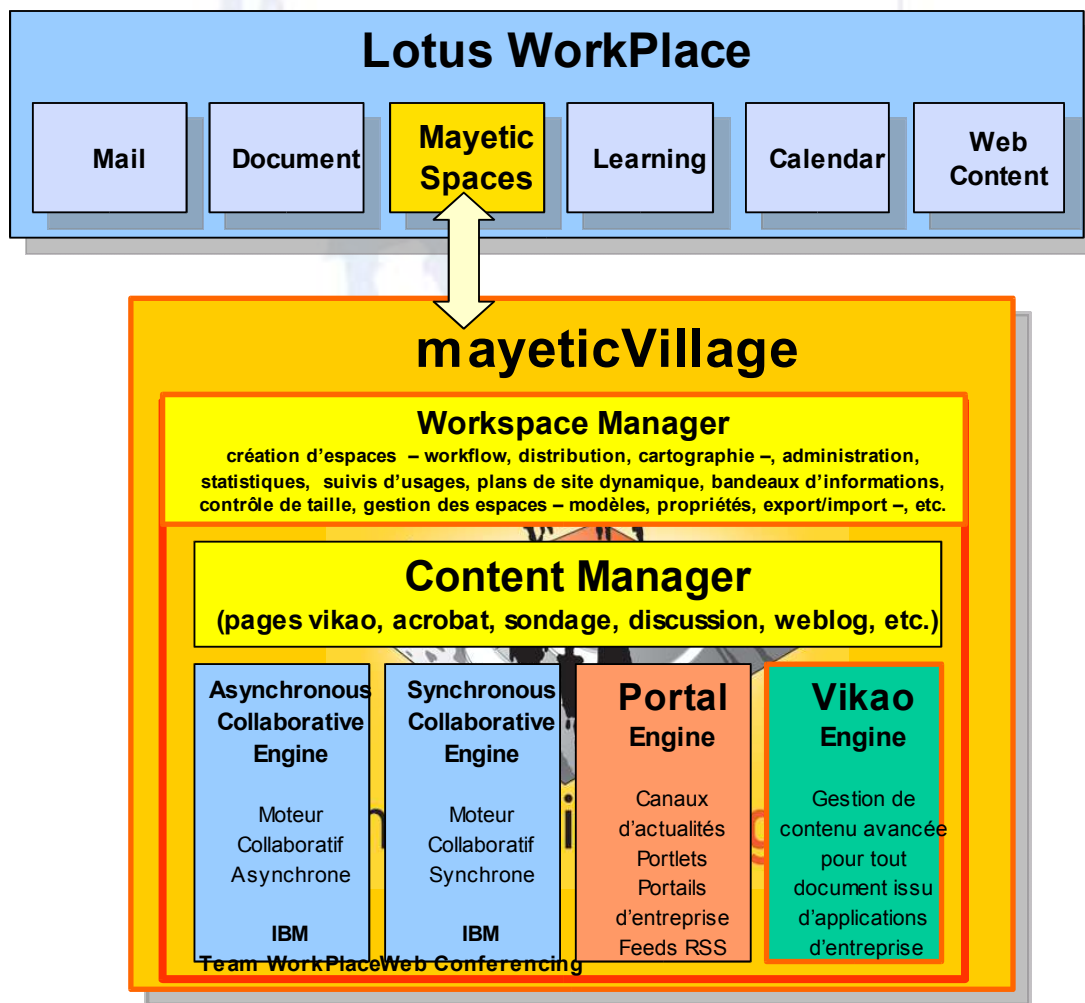 Lotus WorkPlace
Mail
Document
Mayetic
Spaces
Learning
Calendar
Web
Content
mayeticVillage
Workspace Manager
création d'espaces – workflow, distribution, cartographie –, administration,
statistiques, suivis d'usages, plans de site dynamique, bandeaux d'informations,
contrôle de taille, gestion des espaces – modèles, propriétés, export/import –, etc.
Content Manager
(pages vikao, acrobat, sondage, discussion, weblog, etc.)
Asynchronous
Collaborative
Engine
Moteur
Collaboratif
Asynchrone
IBM
Team WorkPlace
Synchronous
Collaborative
Engine
Moteur
Collaboratif
Synchrone
IBM
Web Conferencing
Portal
Engine
Canaux
d'actualités
Portlets
Portails
d'entreprise
Feeds RSS
Vikao
Engine
Gestion de
contenu avancée
pour tout
document issu
d'applications
d'entreprise